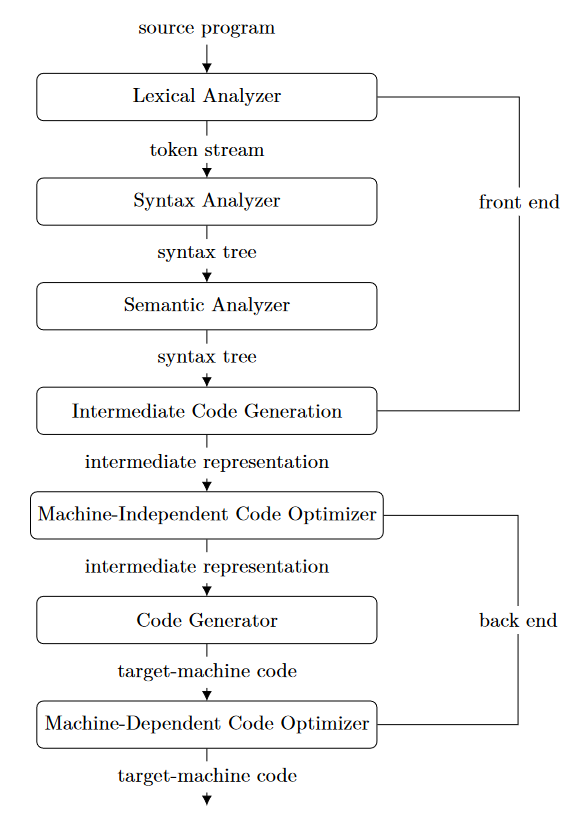 source program
Lexical Analyzer
token stream
Syntax Analyzer
front end
syntax tree
Semantic Analyzer
syntax tree
Intermediate Code Generation
intermediate representation
Machine-Independent Code Optimizer
intermediate representation
Code Generator
back end
target-machine code
Machine-Dependent Code Optimizer
target-machine code